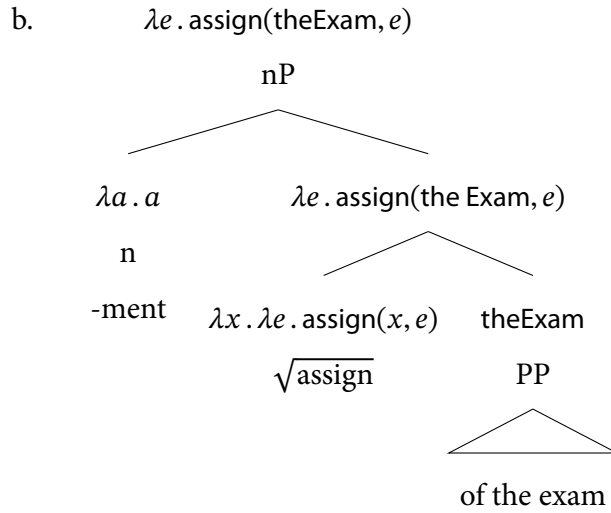 b. λe . assign(theExam, e)
nP
λa . a λe . assign(the Exam, e)
n
-ment λx . λe . assign(x, e) theExam
√assign PP
of the exam